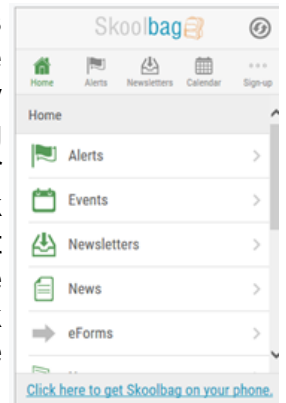 Skoolbag
Home Alerts Newsletters Calendar Sign-up
Home
Alerts
Events
Newsletters
News
eForms
Click here to get Skoolbag on your phone.